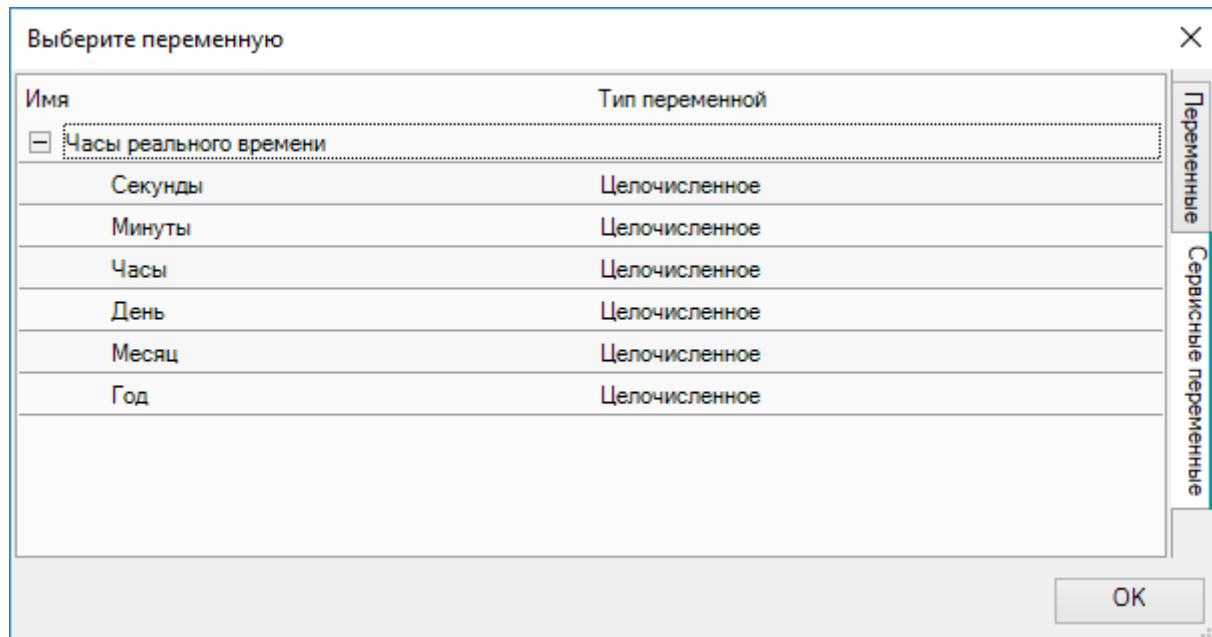 Выберите переменную
Имя Тип переменной
Часы реального времени
Секунды Целочисленное
Минуты Целочисленное
Часы Целочисленное
День Целочисленное
Месяц Целочисленное
Год Целочисленное
Переменные
Сервисные переменные
OK